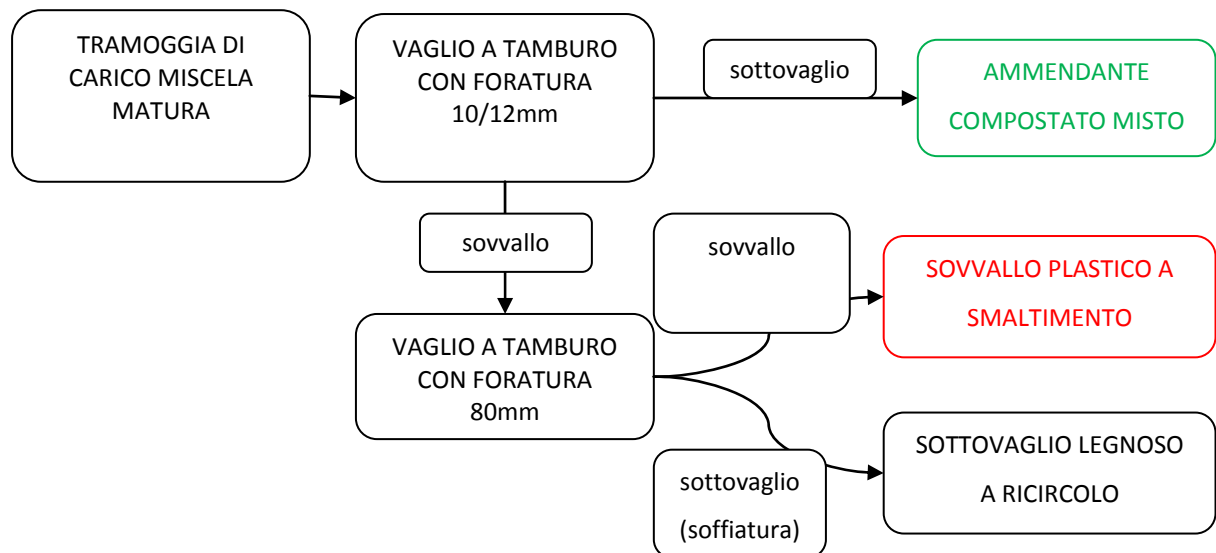 TRAMOGGIA DI
CARICO MISCELA
MATURA
VAGLIO A TAMBURO
CON FORATURA
10/12mm
sottovaglio
AMMENDANTE
COMPOSTATO MISTO
sovvallo
sovvallo
SOVVALLO PLASTICO A
SMALTIMENTO
VAGLIO A TAMBURO
CON FORATURA
80mm
sottovaglio
(soffiatura)
SOTTOVAGLIO LEGNOSO
A RICIRCOLO